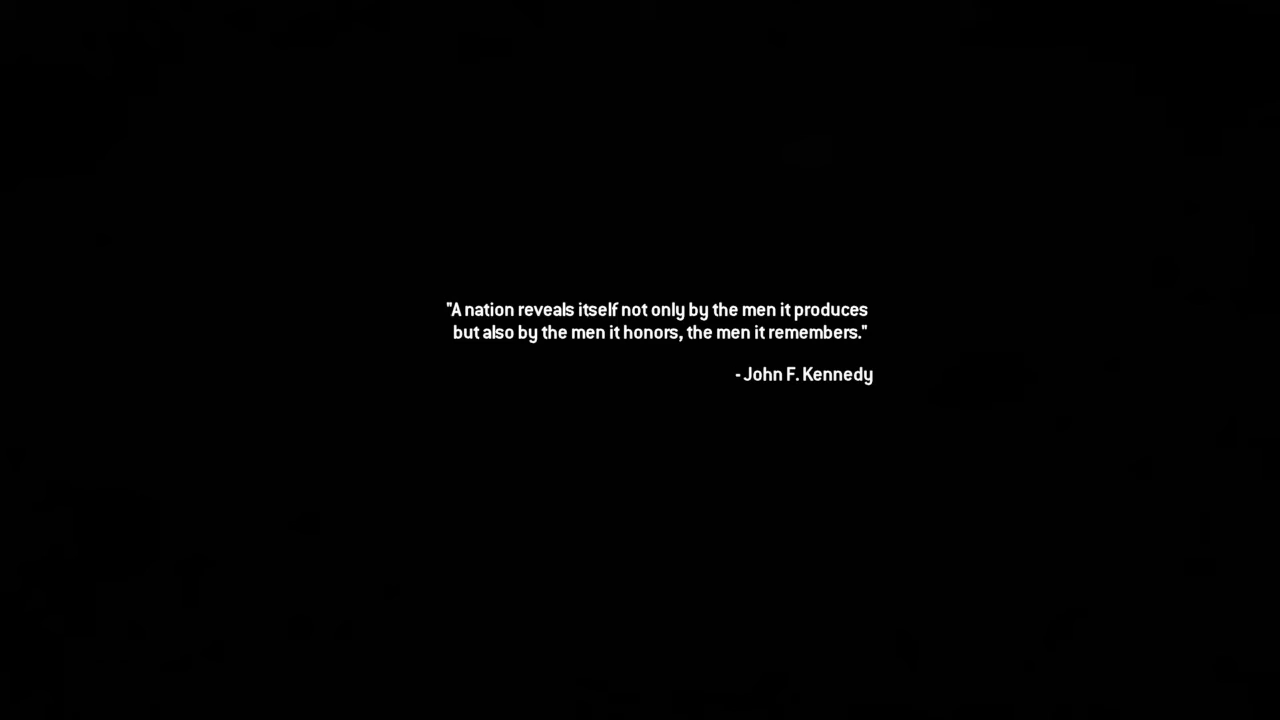 "A nation reveals itself not only by the men it produces
but also by the men it honors, the men it remembers."
- John F. Kennedy